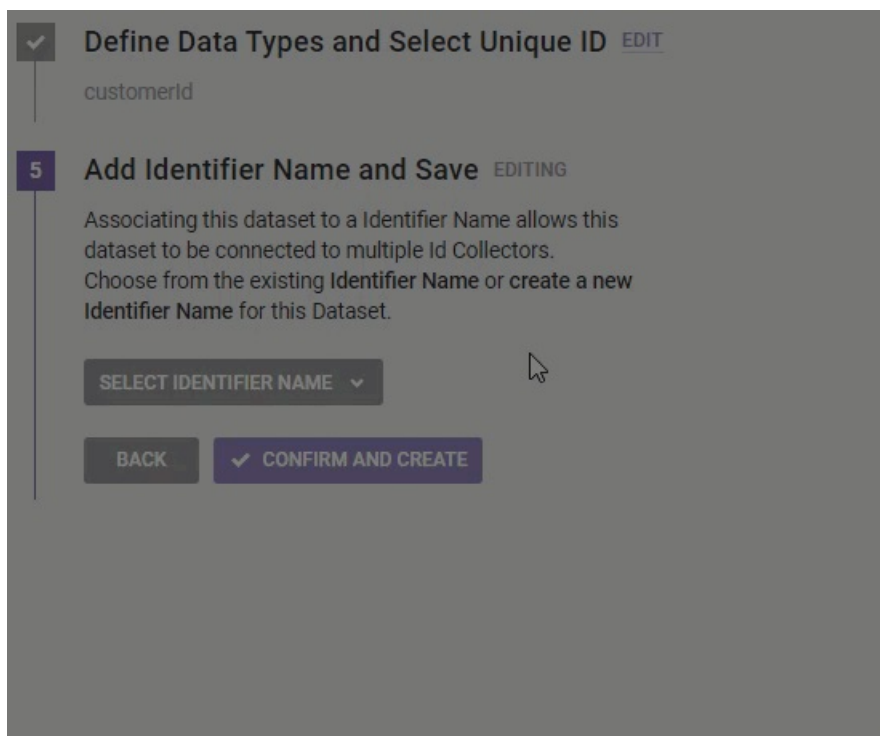 Define Data Types and Select Unique ID EDIT
customerId
5 Add Identifier Name and Save EDITING
Associating this dataset to a Identifier Name allows this
dataset to be connected to multiple Id Collectors.
Choose from the existing Identifier Name or create a new
Identifier Name for this Dataset.
SELECT IDENTIFIER NAME
BACK CONFIRM AND CREATE